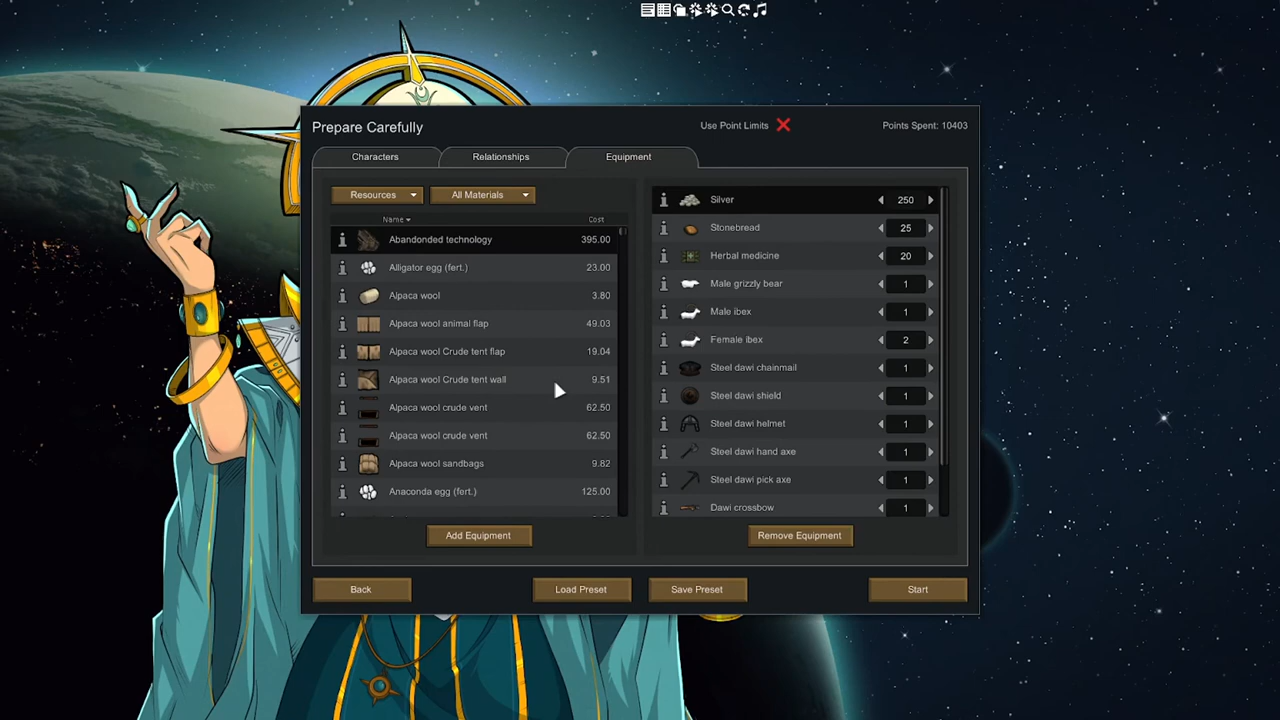 Prepare Carefully
Use Point Limits
Points Spent: 10403
Characters
Relationships
Equipment
Resources
All Materials
Name
Cost
Abandonded technology 395.00
Alligator egg (fert.) 23.00
Alpaca wool 3.80
Alpaca wool animal flap 49.03
Alpaca wool Crude tent flap 19.04
Alpaca wool Crude tent wall 9.51
Alpaca wool crude vent 62.50
Alpaca wool crude vent 62.50
Alpaca wool sandbags 9.82
Anaconda egg (fert.) 125.00
Add Equipment
Silver 250
Stonebread 25
Herbal medicine 20
Male grizzly bear 1
Male ibex 1
Female ibex 2
Steel dawi chainmail 1
Steel dawi shield 1
Steel dawi helmet 1
Steel dawi hand axe 1
Steel dawi pick axe 1
Dawi crossbow 1
Remove Equipment
Back
Load Preset
Save Preset
Start